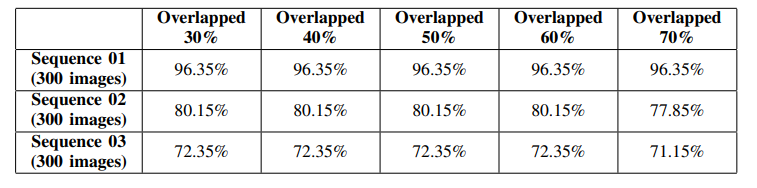 Overlapped 30% Overlapped 40% Overlapped 50% Overlapped 60% Overlapped 70%
Sequence 01 (300 images) 96.35% 96.35% 96.35% 96.35% 96.35%
Sequence 02 (300 images) 80.15% 80.15% 80.15% 80.15% 77.85%
Sequence 03 (300 images) 72.35% 72.35% 72.35% 72.35% 71.15%